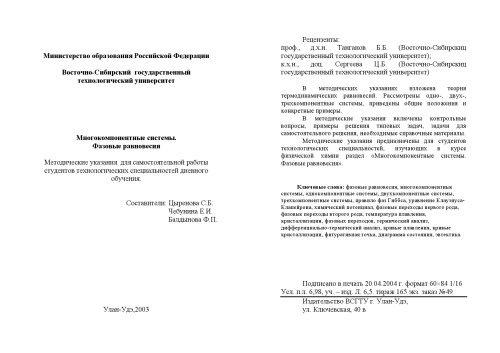 Министерство образования Российской Федерации
Восточно-Сибирский государственный
технологический университет
Многокомпонентные системы.
Фазовые равновесия
Методические указания для самостоятельной работы
студентов технологических специальностей дневного
обучения.
Составители: Цыренова С.Б.
Чебунина Е.И.
Балдынова Ф.П.
Улан-Удэ,2003
Рецензенты:
проф., д.х.н. Танганов Б.Б. (Восточно-Сибирский
государственный технологический университет);
к.х.н., доц. Сергеева Ц.Б. (Восточно-Сибирский
государственный технологический университет)
В методических указаниях изложена теория
термодинамических равновесий. Рассмотрены одно-, двух-,
трехкомпонентные системы, приведены общие положения и
конкретные примеры.
В методические указания включены контрольные
вопросы, примеры решения типовых задач, задачи для
самостоятельного решения, необходимые справочные материалы.
Методические указания предназначены для студентов
технологических специальностей, изучающих в курсе
физической химии раздел «Многокомпонентные системы.
Фазовые равновесия».
Ключевые слова: фазовые равновесия, многокомпонентные
системы, однокомпонентные системы, двухкомпонентные системы,
трехкомпонентные системы, правило фаз Гиббса, уравнение Клаузиуса-
Клапейрона, химический потенциал, фазовые переходы первого рода,
фазовые переходы второго рода, температура плавления,
кристаллизации, фазовых переходов, термический анализ,
дифференциально-термический анализ, кривые плавления, кривые
кристаллизации, фигуративная точка, диаграмма состояния, эвтектика.
Подписано в печать 20.04.2004 г. формат 60×84 1/16
Усл. п.л. 6,98, уч. – изд. Л. 6,5. тираж 165 экз. заказ №49
Издательство ВСГТУ г. Улан-Удэ,
ул. Ключевская, 40 в